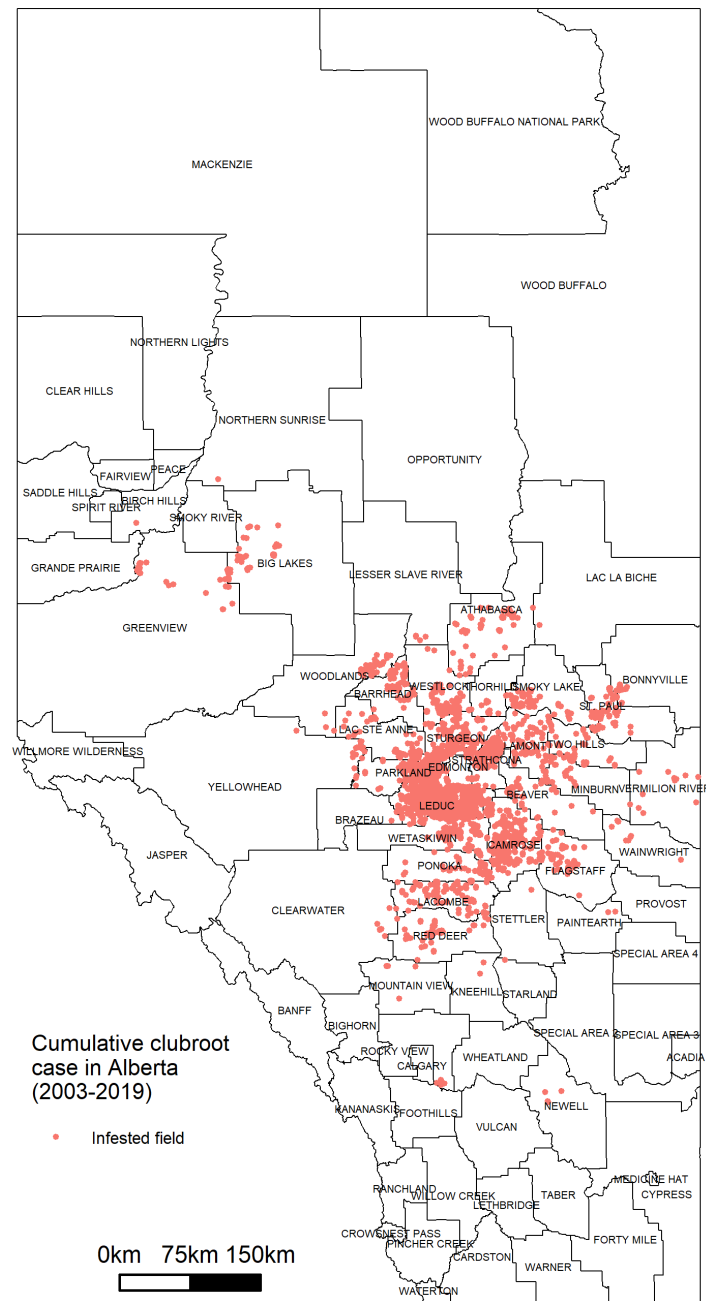 WOOD BUFFALO NATIONAL PARK
MACKENZIE
WOOD BUFFALO
NORTHERN LIGHTS
CLEAR HILLS
NORTHERN SUNRISE
OPPORTUNITY
PEACE
FAIRVIEW
SADDLE HILLS
BIRCH HILLS
SPIRIT RIVER
SMOKY RIVER
BIG LAKES
GRANDE PRAIRIE
LESSER SLAVE RIVER
LAC LA BICHE
ATHABASCA
GREENVIEW
WOODLANDS
BONNYVILLE
WESTLOCK
THORHILD
SMOKY LAKE
BARRHEAD
ST. PAUL
LAC STE ANNE
STURGEON
LAMONT
TWO HILLS
WILLMORE WILDERNESS
STRATHCONA
EDMONTON
PARKLAND
YELLOWHEAD
MINBURN
VERMILION RIVER
BEAVER
LEDUC
BRAZEAU
WETASKIWIN
CAMROSE
WAINWRIGHT
JASPER
PONOKA
FLAGSTAFF
LACOMBE
PROVOST
CLEARWATER
STETTLER
PAINTEARTH
RED DEER
SPECIAL AREA 4
MOUNTAIN VIEW
KNEEHILL
STARLAND
BANFF
BIGHORN
SPECIAL AREA 2
SPECIAL AREA 3
Cumulative clubroot
case in Alberta
(2003-2019)
ROCKY VIEW
WHEATLAND
ACADIA
CALGARY
KANANASKIS
FOOTHILLS
NEWELL
VULCAN
Infested field
RANCHLAND
WILLOW CREEK
LETHBRIDGE
TABER
MEDICINE HAT
CYPRESS
CROWSNEST PASS
PINCHER CREEK
FORTY MILE
CARDSTON
WARNER
WATERTON
0km 75km 150km